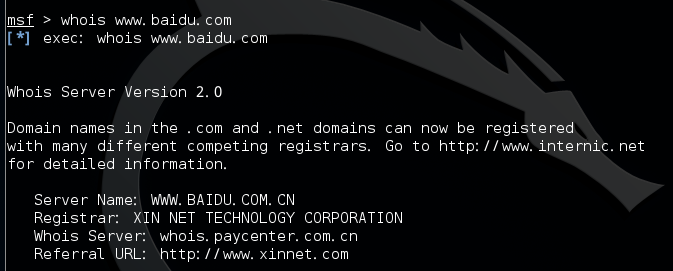 msf > whois www.baidu.com
[*] exec: whois www.baidu.com
Whois Server Version 2.0
Domain names in the .com and .net domains can now be registered
with many different competing registrars. Go to http://www.internic.net
for detailed information.
Server Name: WWW.BAIDU.COM.CN
Registrar: XIN NET TECHNOLOGY CORPORATION
Whois Server: whois.paycenter.com.cn
Referral URL: http://www.xinnet.com